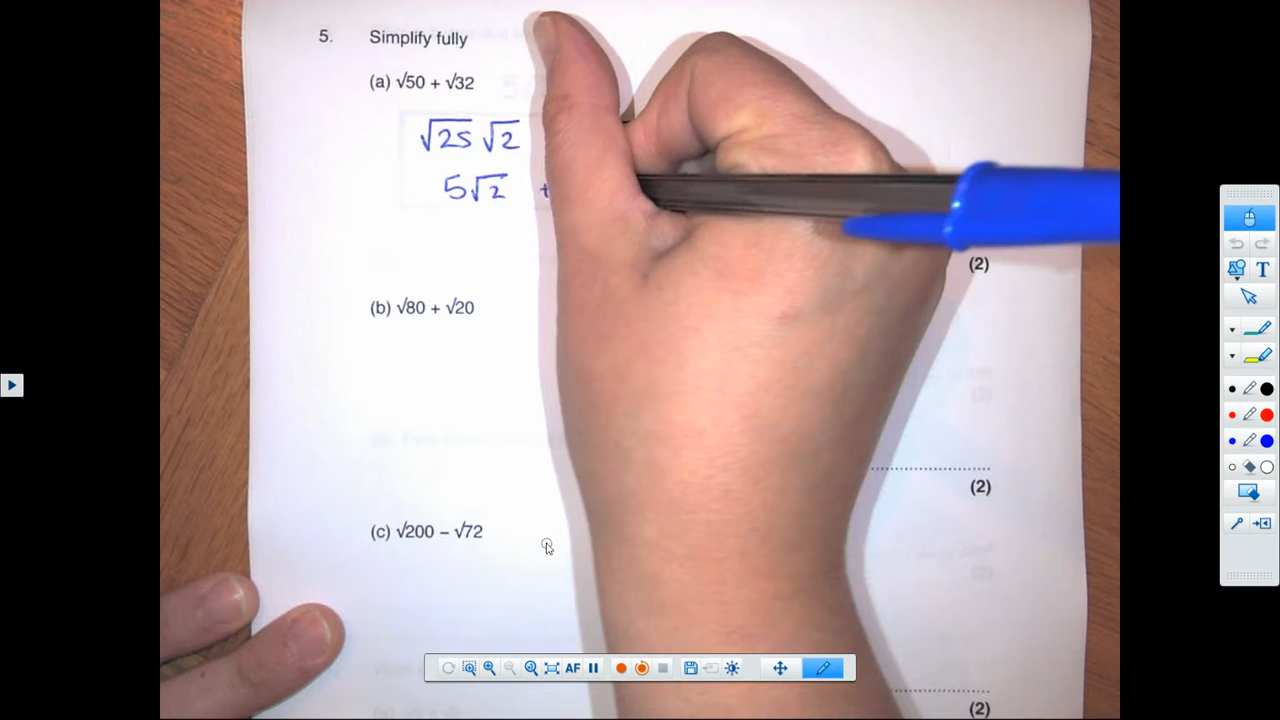 5. Simplify fully
(a) √50 + √32
√25 √2
5√2 +
(2)
(b) √80 + √20
(2)
(c) √200 − √72
(2)
T
AF